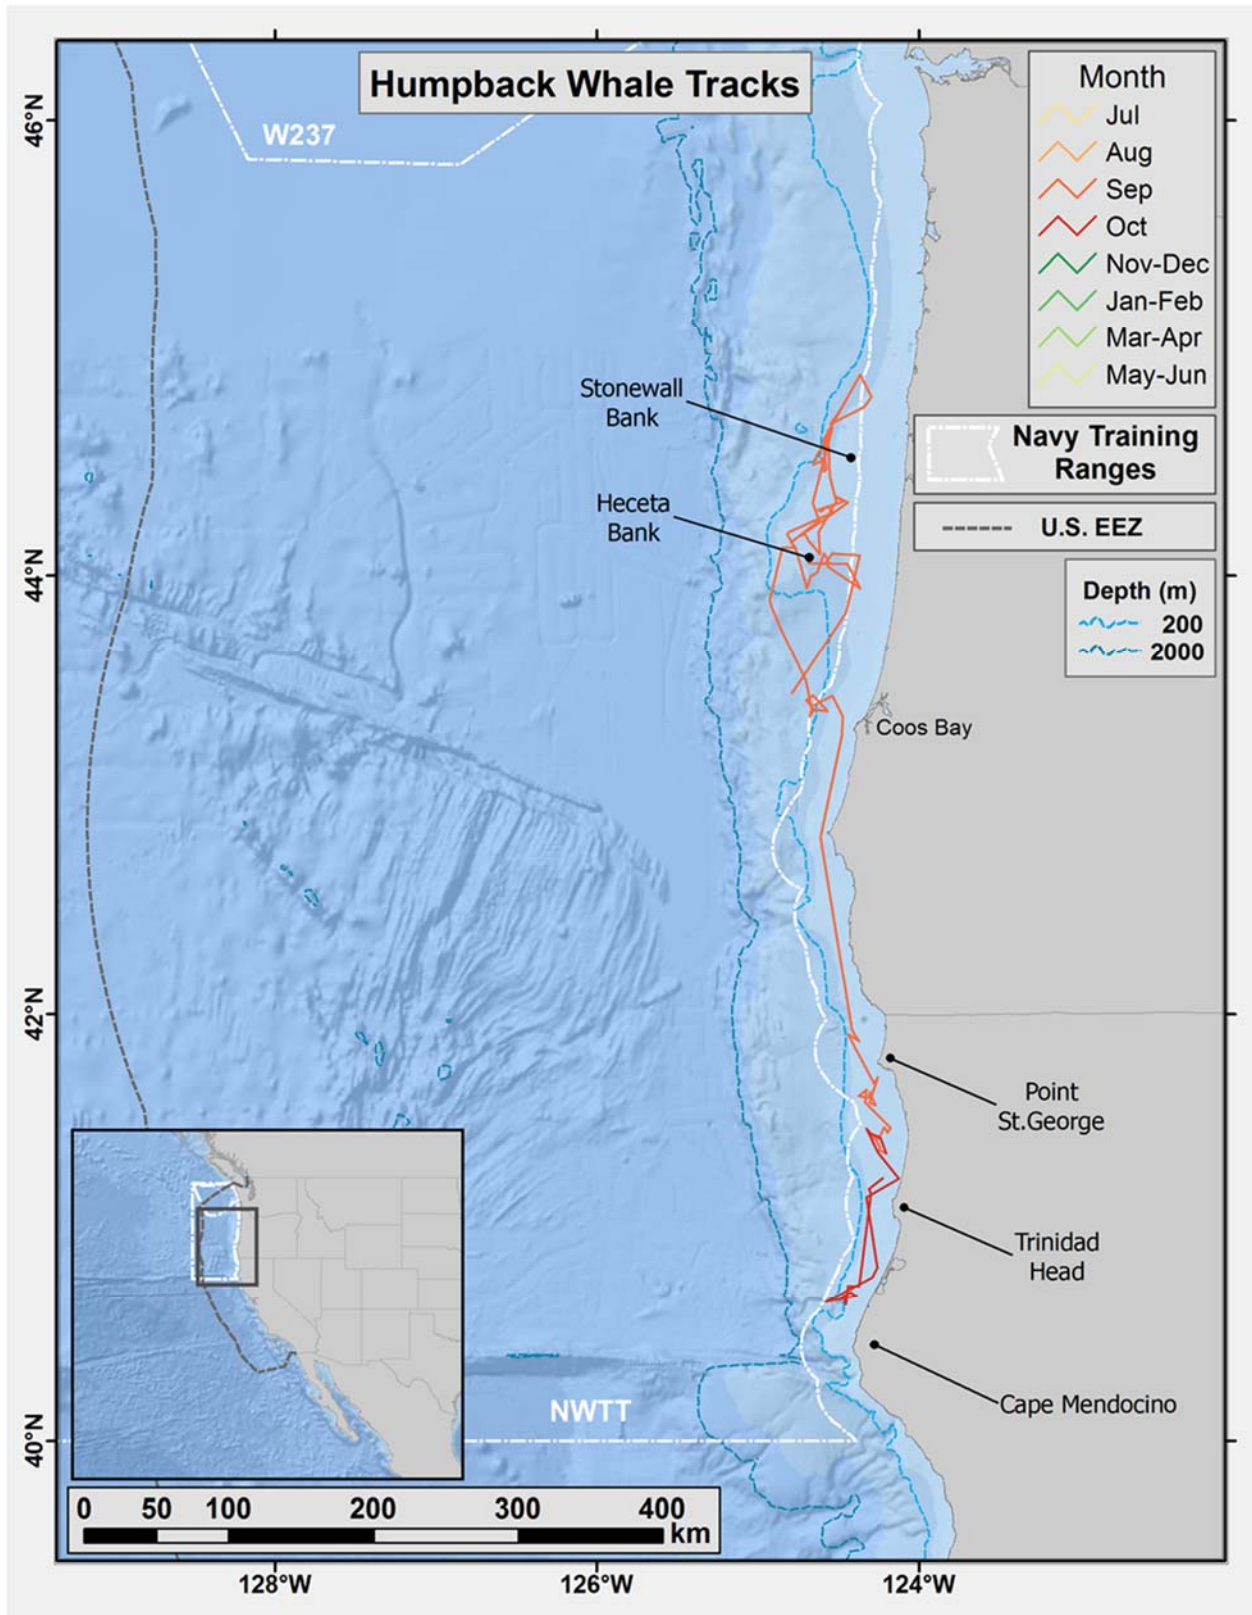 Humpback Whale Tracks
Month
Jul
Aug
Sep
Oct
Nov-Dec
Jan-Feb
Mar-Apr
May-Jun
Navy Training
Ranges
U.S. EEZ
Depth (m)
200
2000
W237
46°N
44°N
42°N
40°N
Stonewall
Bank
Heceta
Bank
Coos Bay
Point
St.George
Trinidad
Head
Cape Mendocino
NWTT
0 50 100 200 300 400
km
128°W 126°W 124°W